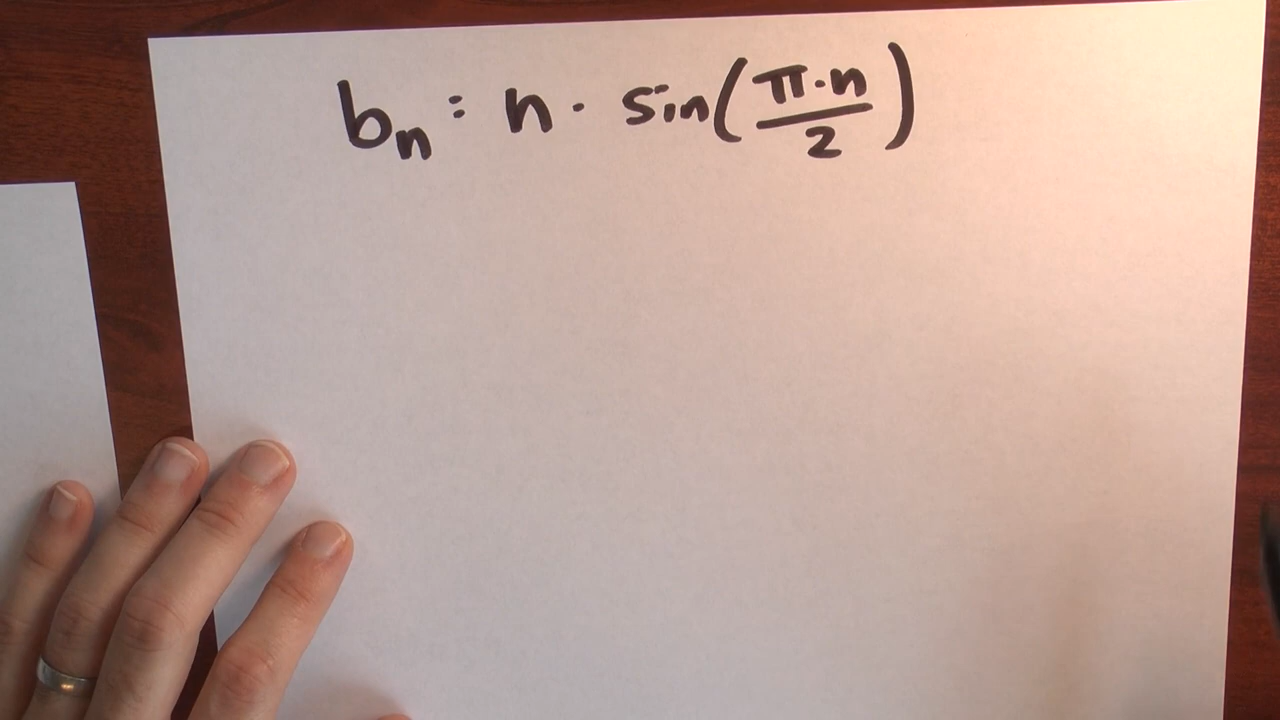 bₙ = n · sin(π·n/2)